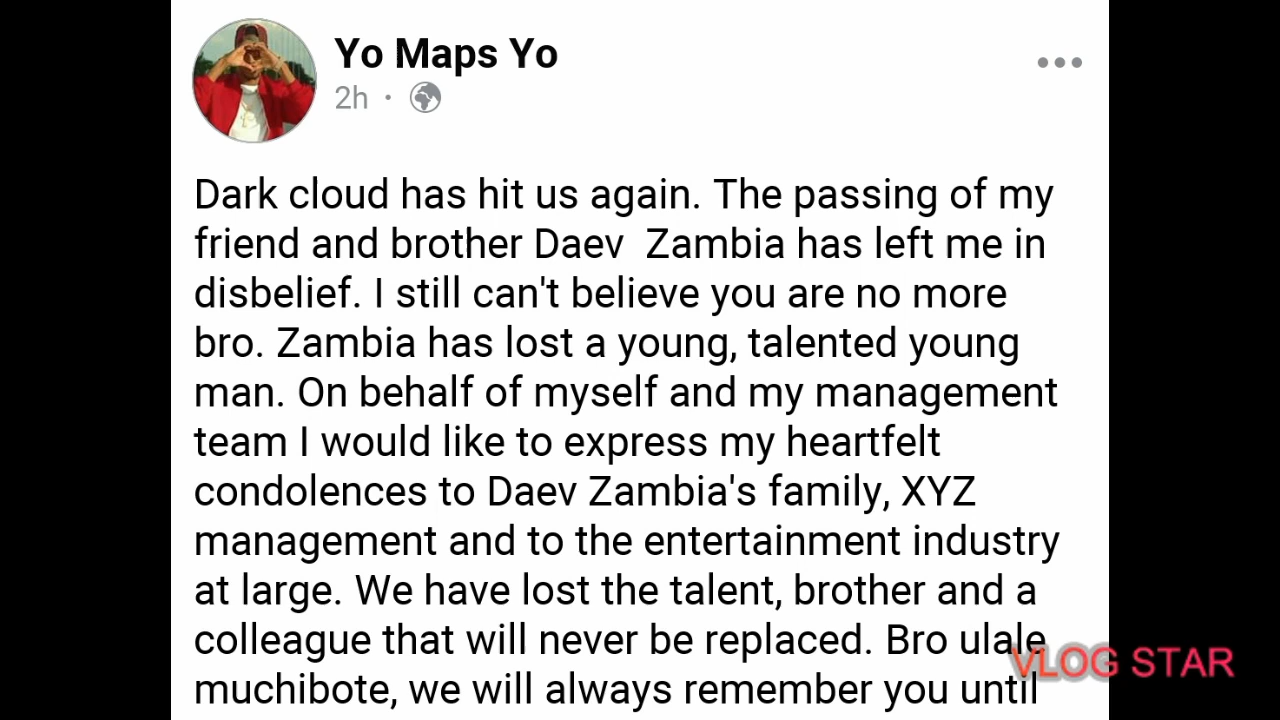 Yo Maps Yo
2h ·
Dark cloud has hit us again. The passing of my
friend and brother Daev  Zambia has left me in
disbelief. I still can't believe you are no more
bro. Zambia has lost a young, talented young
man. On behalf of myself and my management
team I would like to express my heartfelt
condolences to Daev Zambia's family, XYZ
management and to the entertainment industry
at large. We have lost the talent, brother and a
colleague that will never be replaced. Bro ulale
muchibote, we will always remember you until
VLOG STAR